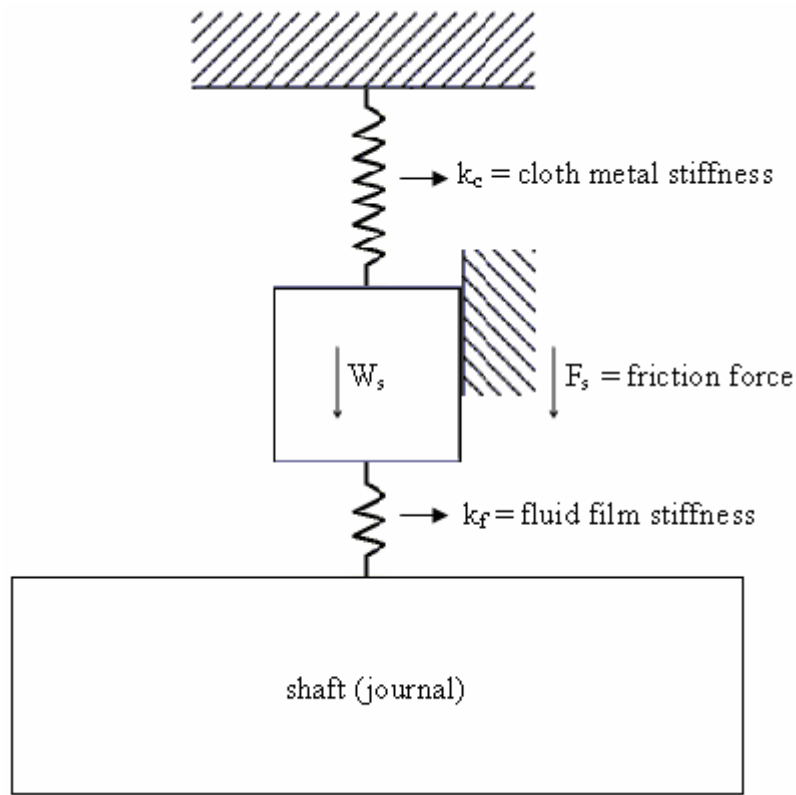 k_c = cloth metal stiffness
W_s
F_s = friction force
k_f = fluid film stiffness
shaft (journal)